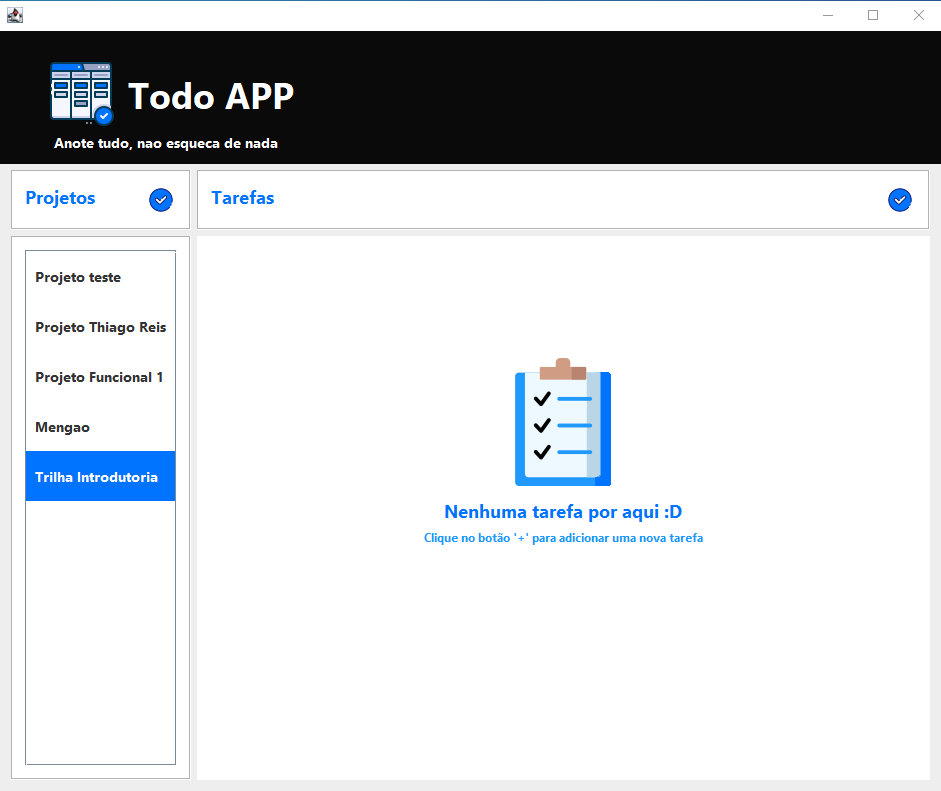 Todo APP
Anote tudo, nao esqueca de nada
Projetos
Tarefas
Projeto teste
Projeto Thiago Reis
Projeto Funcional 1
Mengao
Trilha Introdutoria
Nenhuma tarefa por aqui :D
Clique no botão '+' para adicionar uma nova tarefa